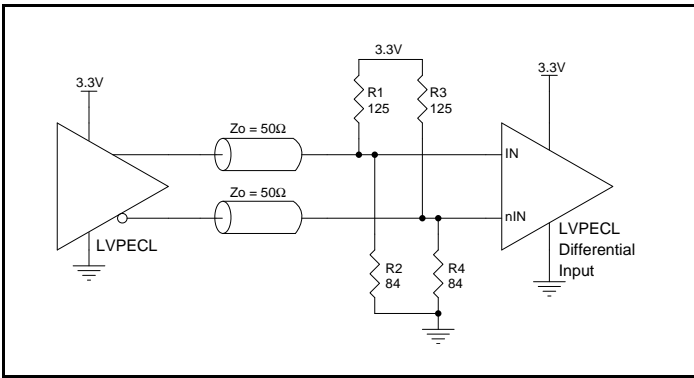 3.3V
3.3V
3.3V
R1
125
R3
125
Zo = 50Ω
Zo = 50Ω
IN
nIN
LVPECL
LVPECL
Differential
Input
R2
84
R4
84